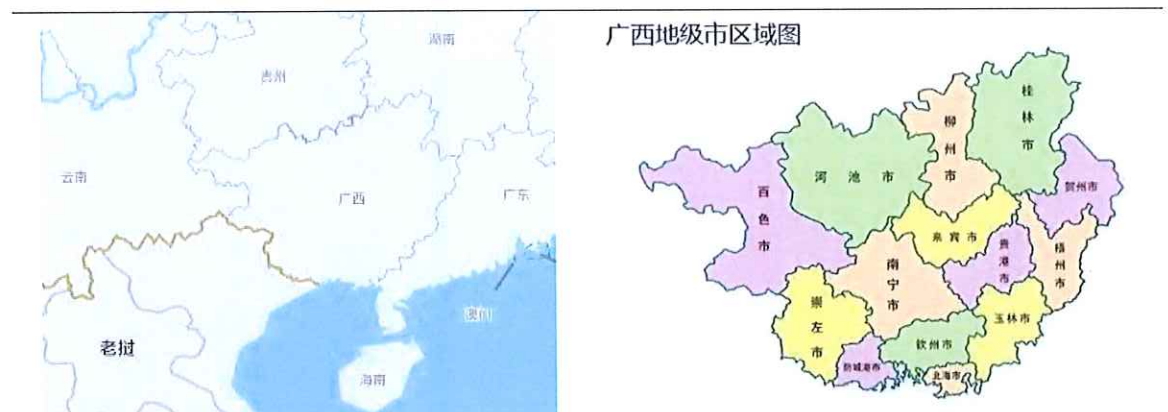 湖南
贵州
云南
广西
广东
澳门
老挝
海南
广西地级市区域图
桂林市
柳州市
河池市
百色市
贺州市
来宾市
贵港市
梧州市
南宁市
崇左市
玉林市
钦州市
防城港市
北海市